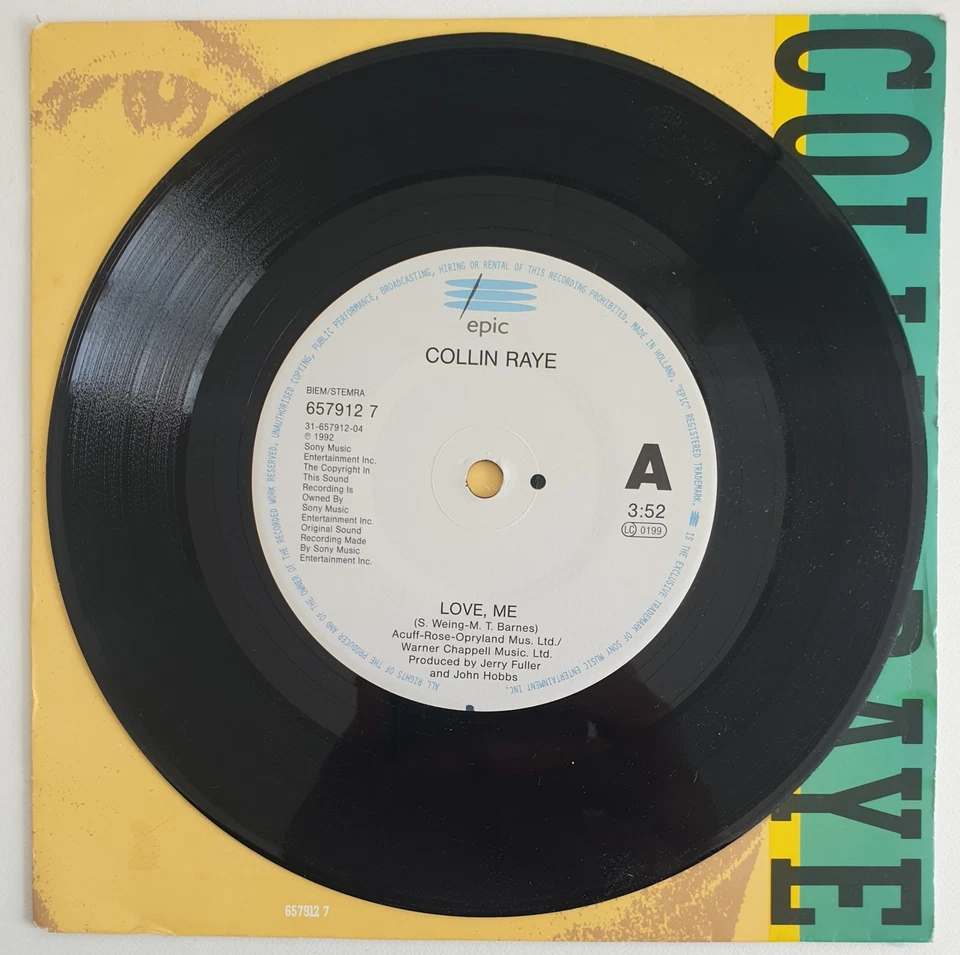 COLLIN RAYE
ALL RIGHTS OF THE PRODUCER AND OF THE OWNER OF THE RECORDED WORK RESERVED. UNAUTHORISED COPYING, PUBLIC PERFORMANCE, BROADCASTING, HIRING OR RENTAL OF THIS RECORDING PROHIBITED. MADE IN HOLLAND. "EPIC" REGISTERED TRADEMARK. IS THE EXCLUSIVE TRADEMARK OF SONY MUSIC ENTERTAINMENT INC.
epic
COLLIN RAYE
BIEM/STEMRA
657912 7
31-657912-04
℗ 1992
Sony Music
Entertainment Inc.
The Copyright In
This Sound
Recording Is
Owned By
Sony Music
Entertainment Inc.
Original Sound
Recording Made
By Sony Music
Entertainment Inc.
A
3:52
LC 0199
LOVE, ME
(S. Weing-M. T. Barnes)
Acuff-Rose-Opryland Mus. Ltd./
Warner Chappell Music. Ltd.
Produced by Jerry Fuller
and John Hobbs
657912 7